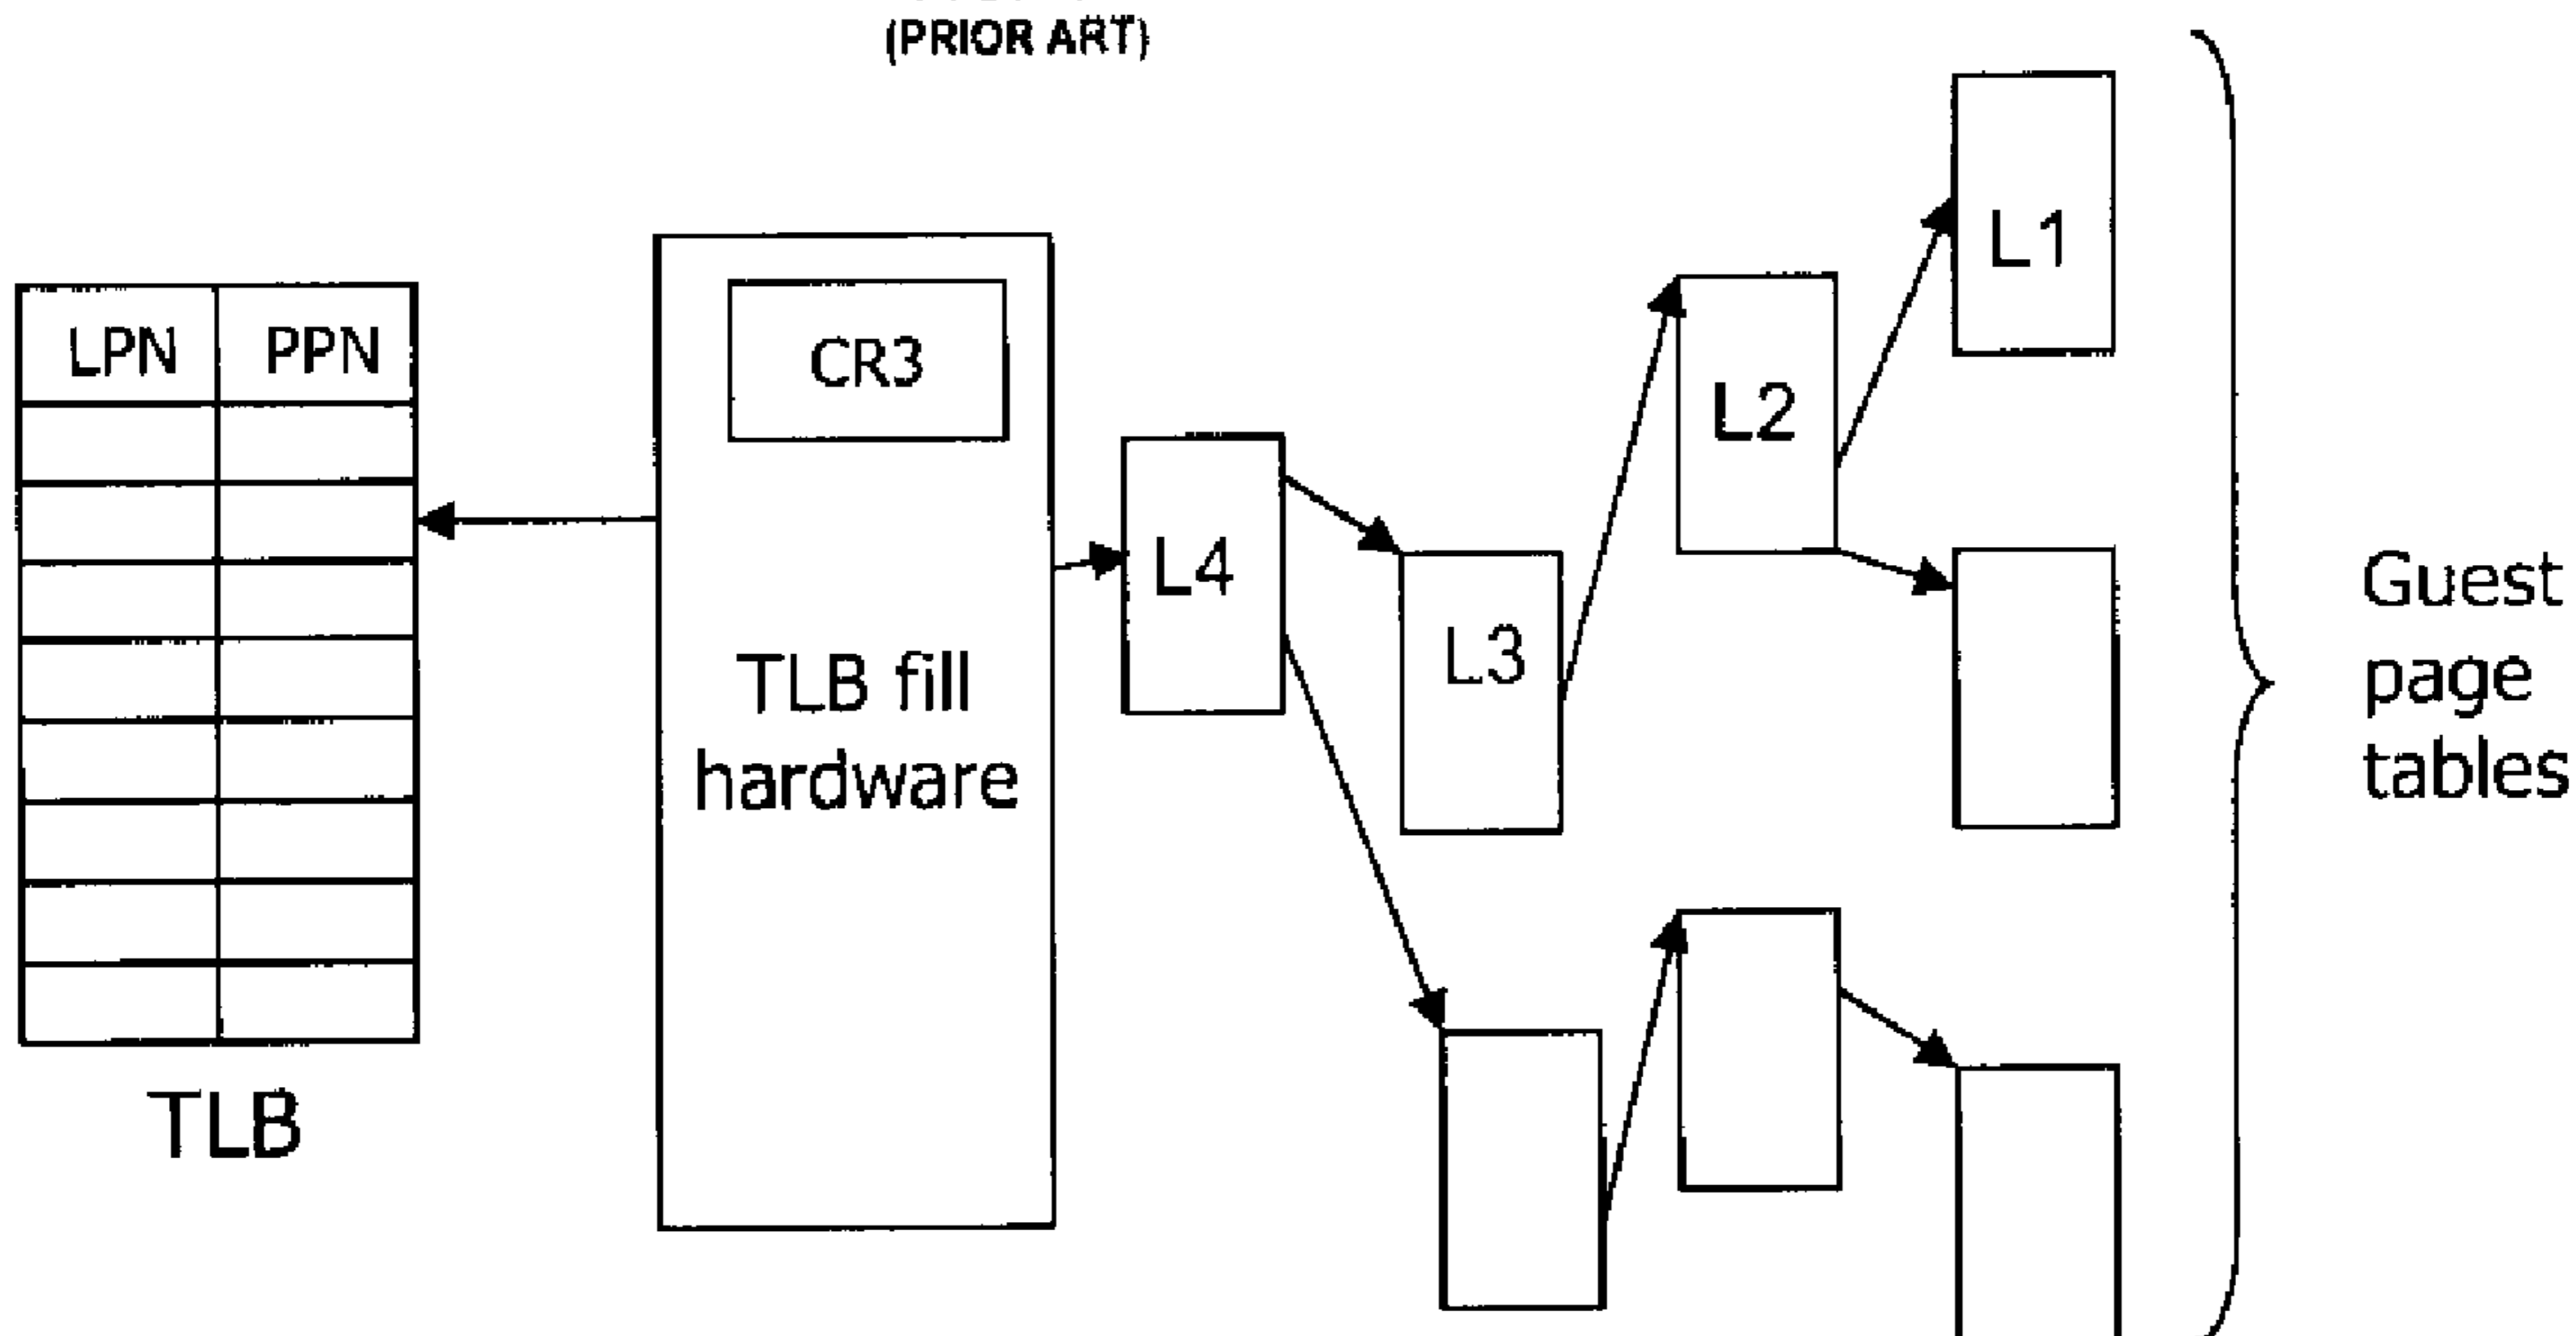 (PRIOR ART)
LPN PPN
TLB
CR3
TLB fill
hardware
L4
L3
L2
L1
Guest
page
tables